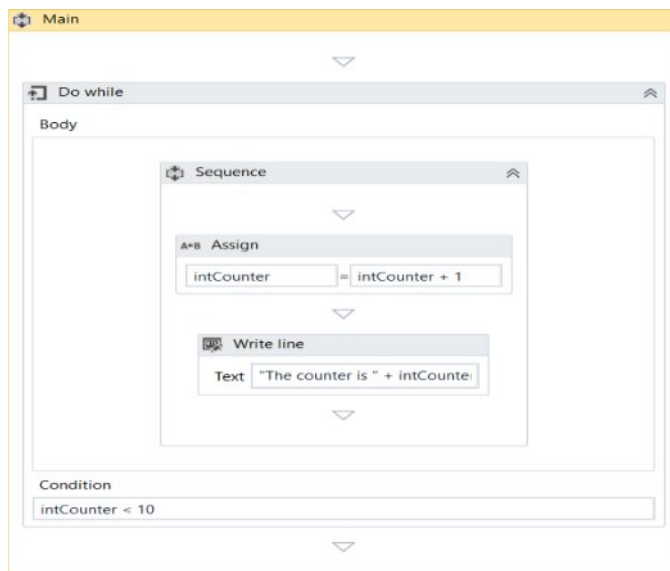 Main
Do while
Body
Sequence
A+B Assign
intCounter = intCounter + 1
Write line
Text "The counter is " + intCounte
Condition
intCounter < 10